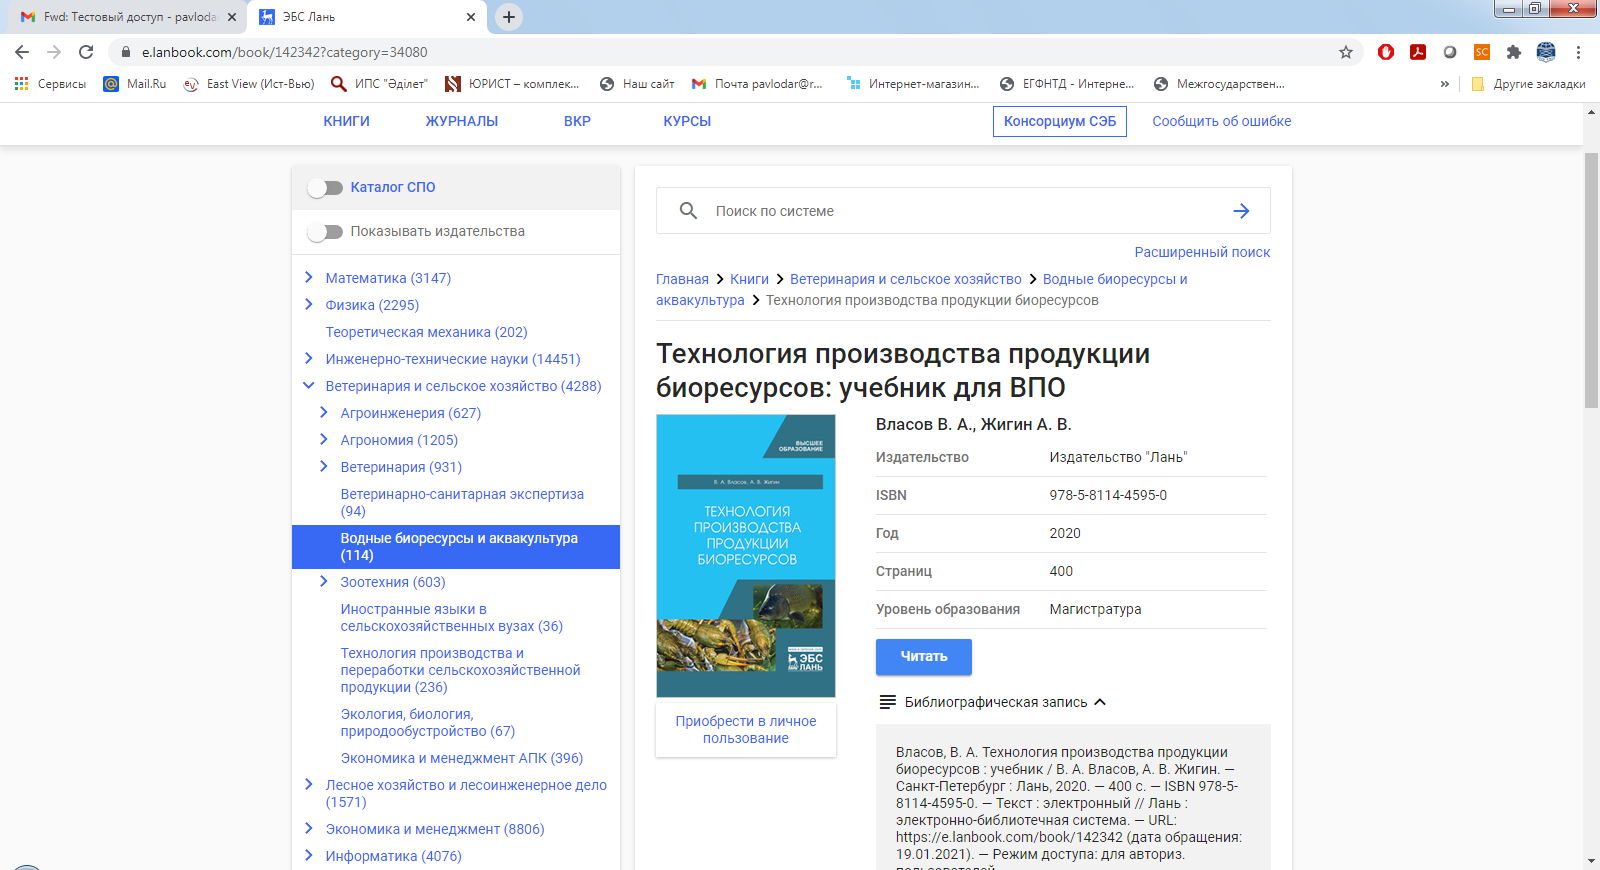 Fwd: Тестовый доступ - pavloda
ЭБС Лань
e.lanbook.com/book/142342?category=34080
Сервисы
Mail.Ru
East View (Ист-Вью)
ИПС "Әділет"
ЮРИСТ – комплек...
Наш сайт
Почта pavlodar@r...
Интернет-магазин...
ЕГФНТД - Интерне...
Межгосударствен...
»
Другие закладки
КНИГИ
ЖУРНАЛЫ
ВКР
КУРСЫ
Консорциум СЭБ
Сообщить об ошибке
Каталог СПО
Показывать издательства
Математика (3147)
Физика (2295)
Теоретическая механика (202)
Инженерно-технические науки (14451)
Ветеринария и сельское хозяйство (4288)
Агроинженерия (627)
Агрономия (1205)
Ветеринария (931)
Ветеринарно-санитарная экспертиза
(94)
Водные биоресурсы и аквакультура
(114)
Зоотехния (603)
Иностранные языки в
сельскохозяйственных вузах (36)
Технология производства и
переработки сельскохозяйственной
продукции (236)
Экология, биология,
природообустройство (67)
Экономика и менеджмент АПК (396)
Лесное хозяйство и лесоинженерное дело
(1571)
Экономика и менеджмент (8806)
Информатика (4076)
Поиск по системе
Расширенный поиск
Главная > Книги > Ветеринария и сельское хозяйство > Водные биоресурсы и
аквакультура > Технология производства продукции биоресурсов
Технология производства продукции
биоресурсов: учебник для ВПО
ВЫСШЕЕ
ОБРАЗОВАНИЕ
В. А. Власов, А. В. Жигин
ТЕХНОЛОГИЯ
ПРОИЗВОДСТВА
ПРОДУКЦИИ
БИОРЕСУРСОВ
ЭБС
ЛАНЬ
Приобрести в личное
пользование
Власов В. А., Жигин А. В.
Издательство Издательство "Лань"
ISBN 978-5-8114-4595-0
Год 2020
Страниц 400
Уровень образования Магистратура
Читать
Библиографическая запись
Власов, В. А. Технология производства продукции
биоресурсов : учебник / В. А. Власов, А. В. Жигин. —
Санкт-Петербург : Лань, 2020. — 400 с. — ISBN 978-5-
8114-4595-0. — Текст : электронный // Лань :
электронно-библиотечная система. — URL:
https://e.lanbook.com/book/142342 (дата обращения:
19.01.2021). — Режим доступа: для авториз.